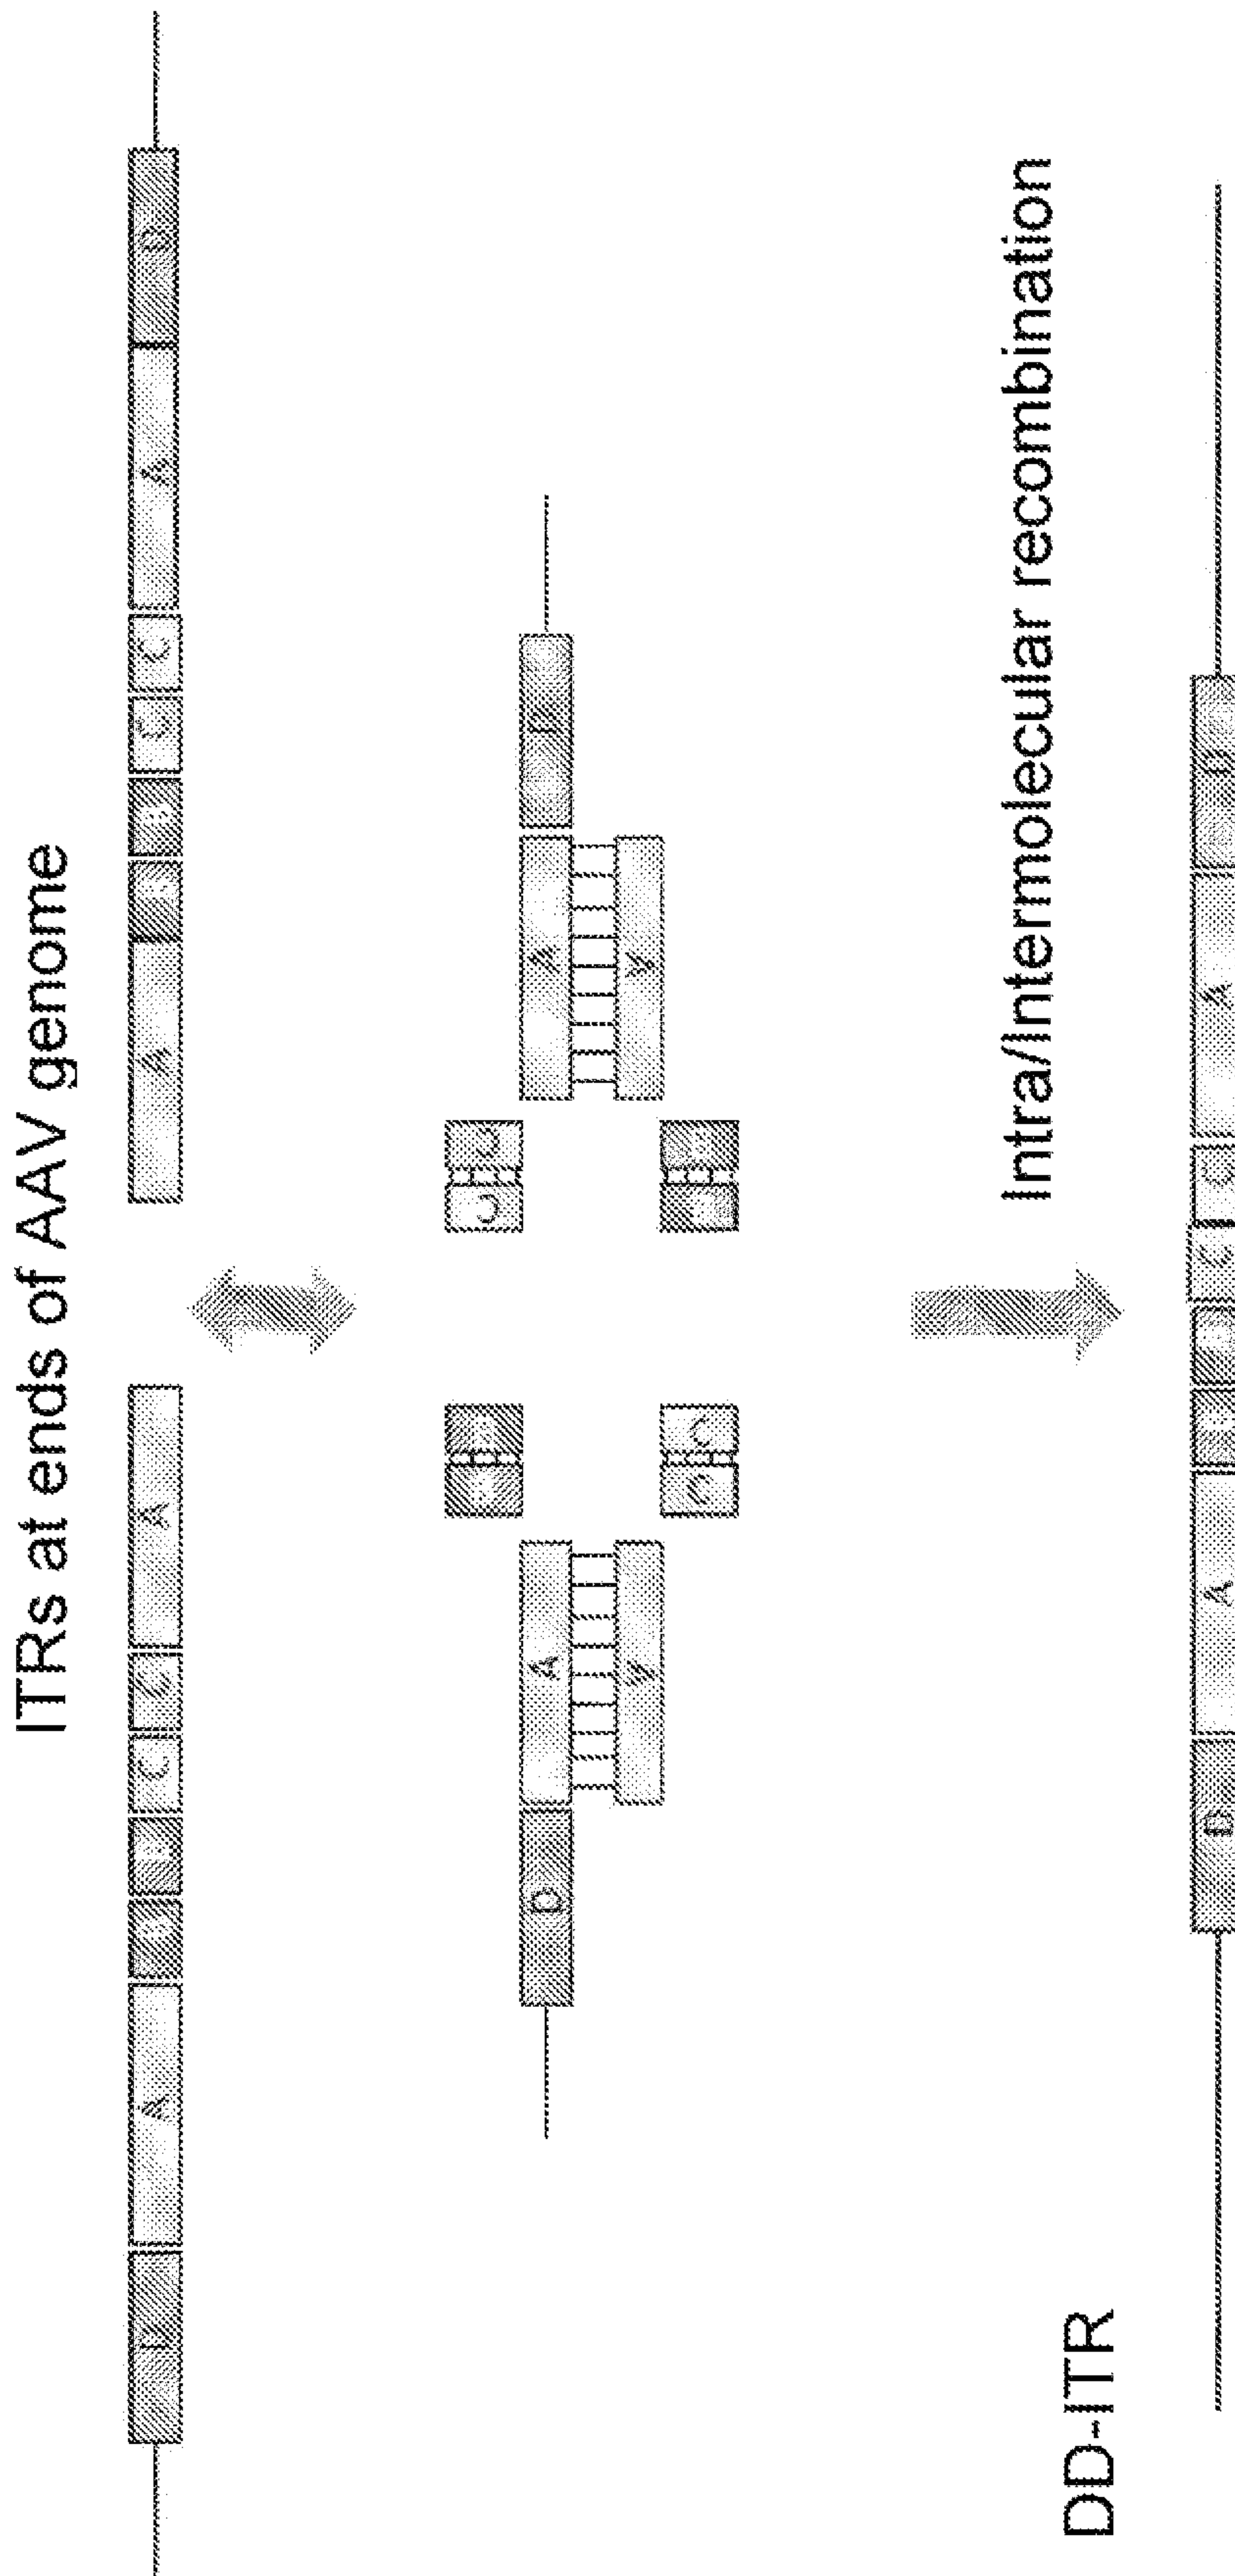 ITRs at ends of AAV genome
A B C C A A B C C A D
C C
D A A
A A
C C
Intra/Intermolecular recombination
DD-ITR
D A C C A D